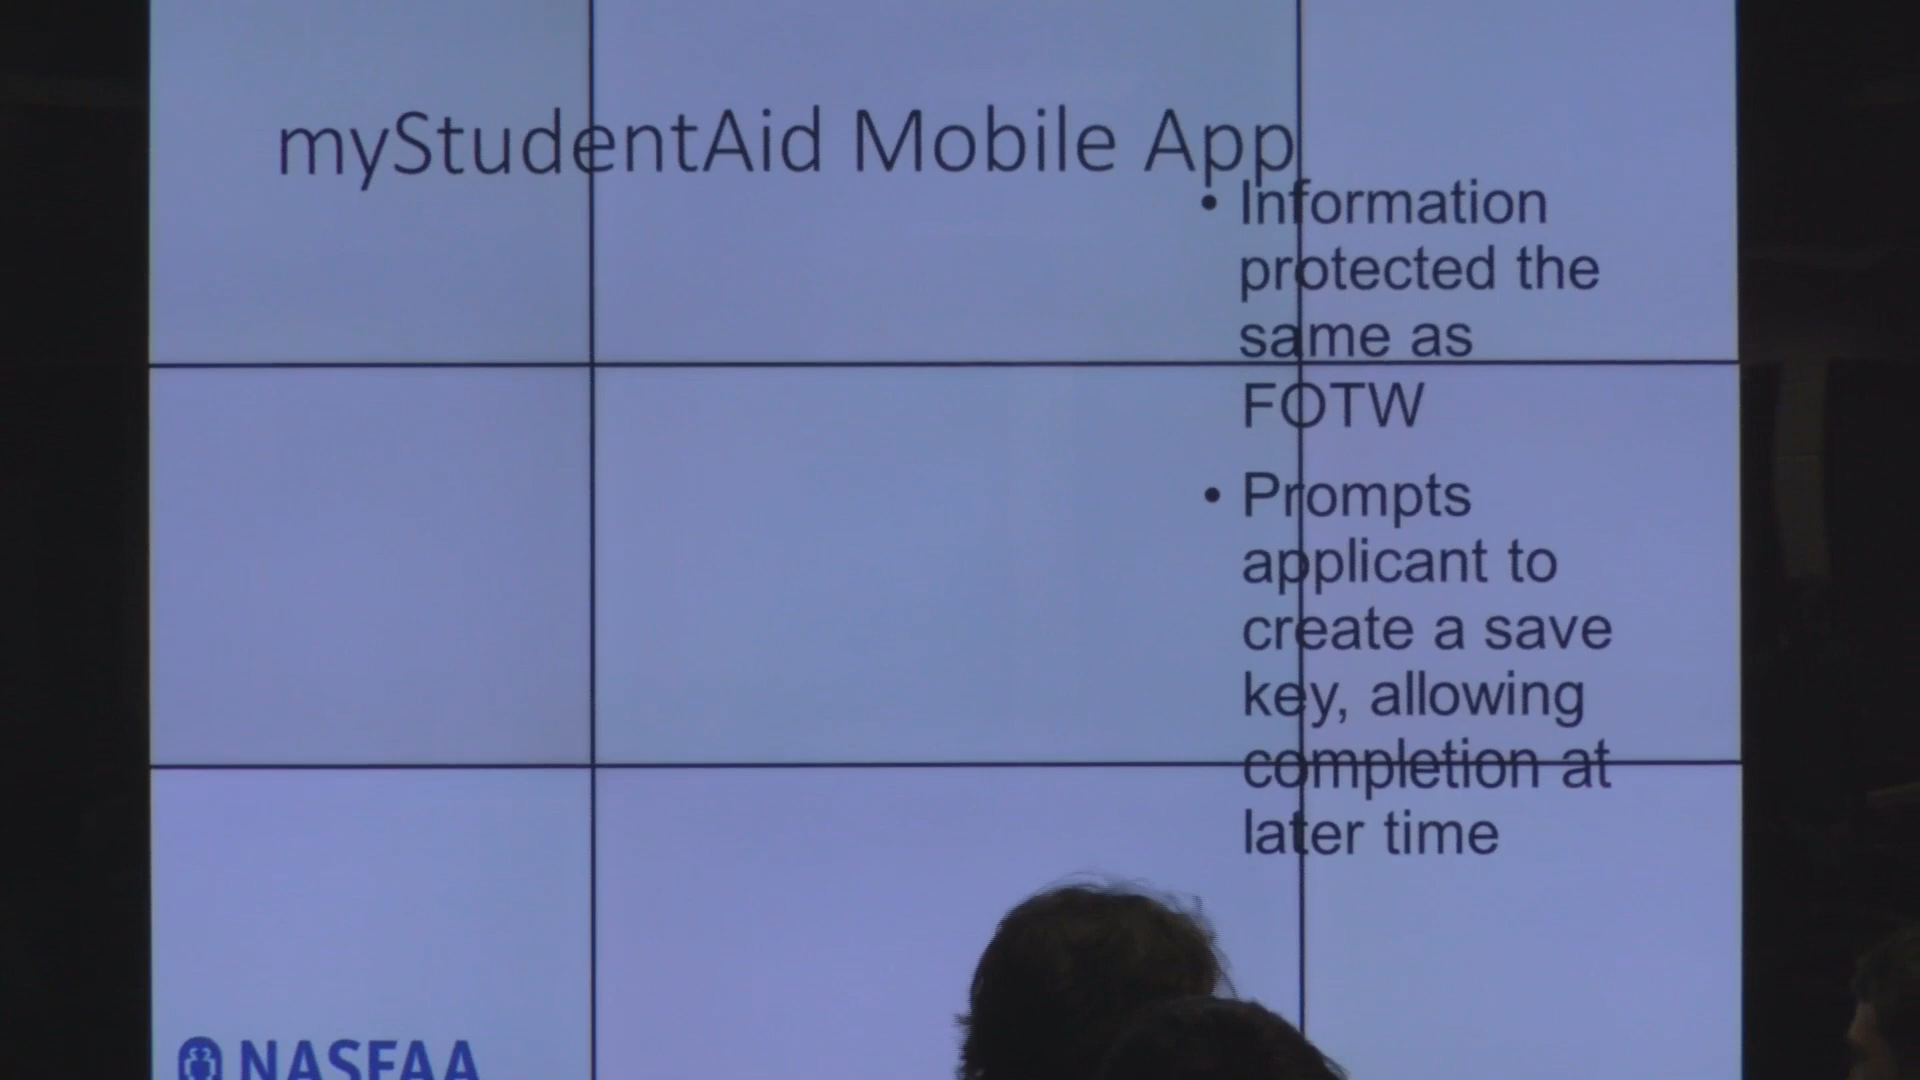 myStudentAid Mobile App
• Information
protected the
same as
FOTW
• Prompts
applicant to
create a save
key, allowing
completion at
later time
NASFAA